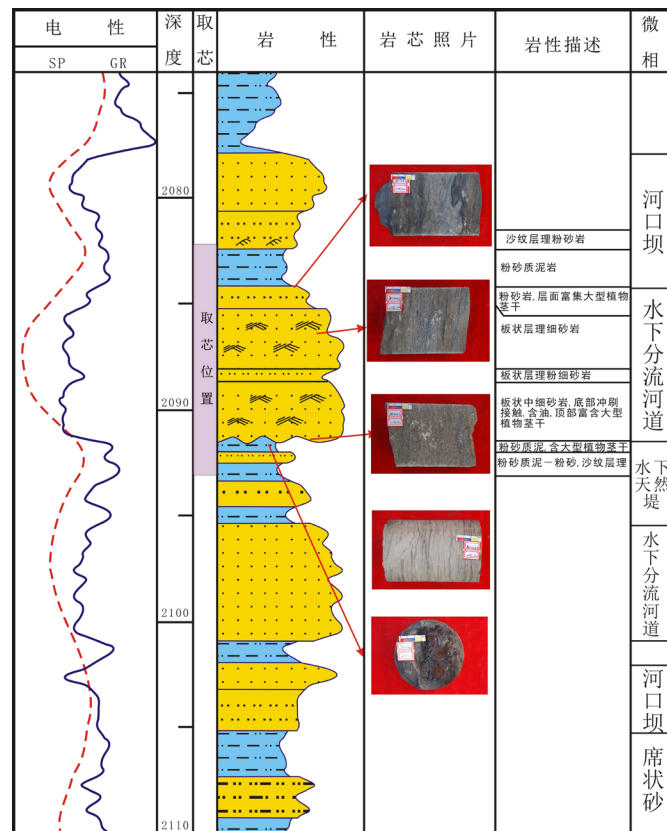 电 性
SP GR
深度
取芯
岩 性
岩 芯 照 片
岩性描述
微相
2080
2090
2100
2110
取芯位置
沙纹层理粉砂岩
粉砂质泥岩
粉砂岩,层面富集大型植物
茎干
板状层理细砂岩
板状层理粉细砂岩
板状中细砂岩,底部冲刷
接触,含油,顶部富含大型
植物茎干
粉砂质泥,含大型植物茎干
粉砂质泥－粉砂,沙纹层理
河口坝
水下分流河道
水下天然堤
水下分流河道
河口坝
席状砂